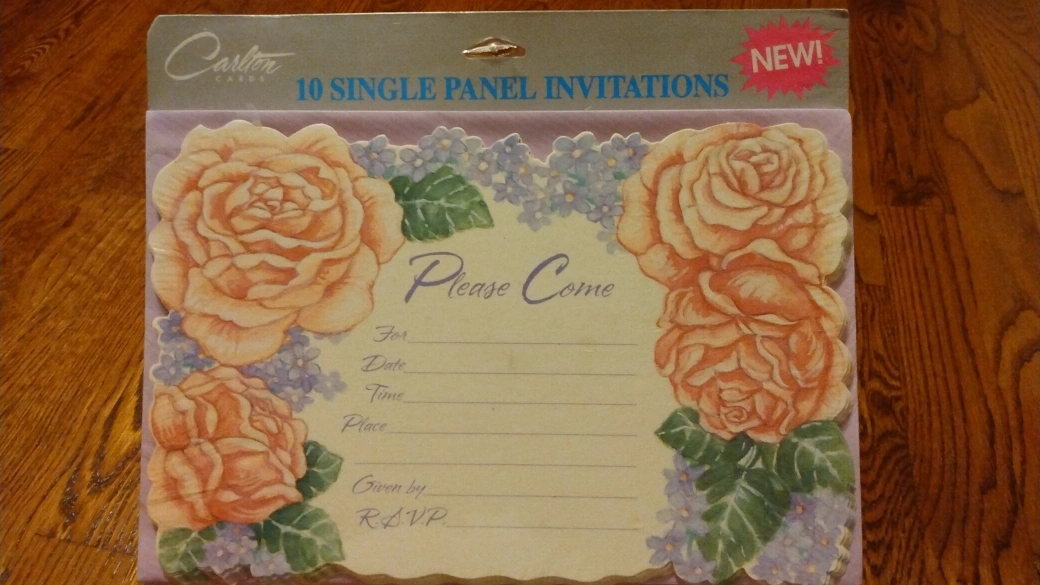 Carlton
CARDS
NEW!
10 SINGLE PANEL INVITATIONS
Please Come
For
Date
Time
Place
Given by
R.S.V.P.